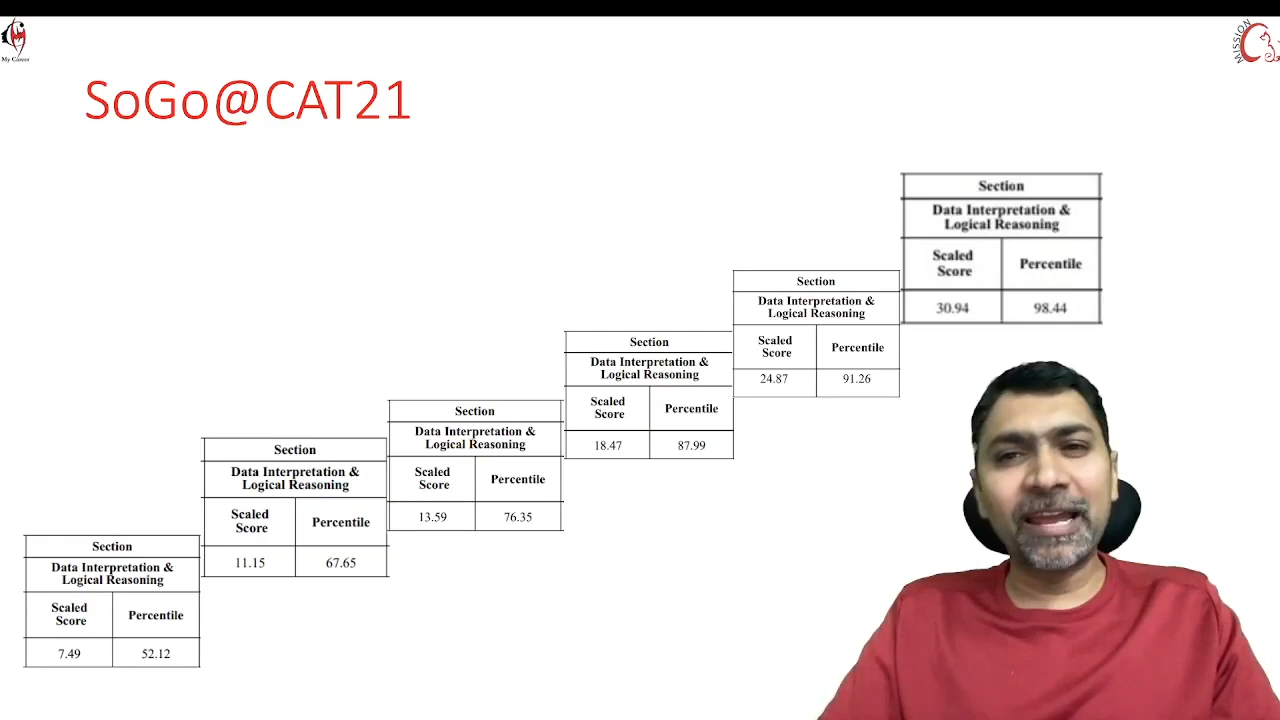 My Career
MISSION
SoGo@CAT21
Section
Data Interpretation &
Logical Reasoning
Scaled
Score
Percentile
7.49
52.12
Section
Data Interpretation &
Logical Reasoning
Scaled
Score
Percentile
11.15
67.65
Section
Data Interpretation &
Logical Reasoning
Scaled
Score
Percentile
13.59
76.35
Section
Data Interpretation &
Logical Reasoning
Scaled
Score
Percentile
18.47
87.99
Section
Data Interpretation &
Logical Reasoning
Scaled
Score
Percentile
24.87
91.26
Section
Data Interpretation &
Logical Reasoning
Scaled
Score
Percentile
30.94
98.44